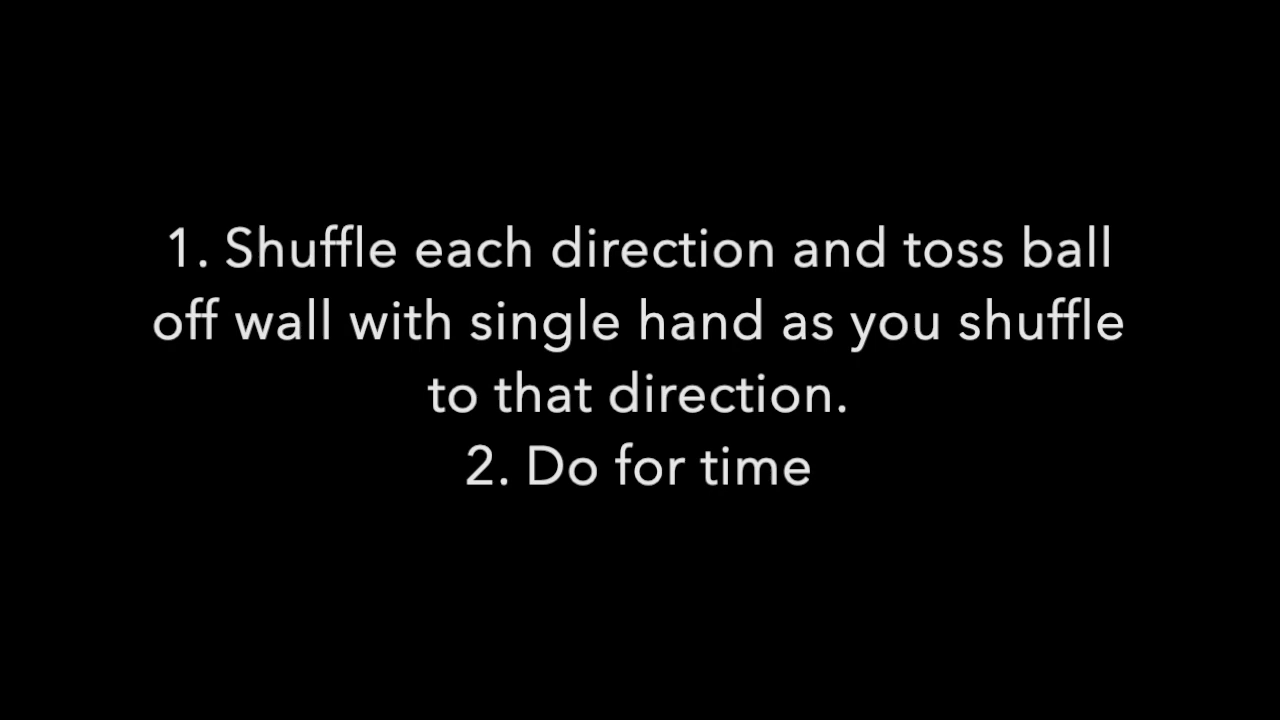 1. Shuffle each direction and toss ball
off wall with single hand as you shuffle
to that direction.
2. Do for time